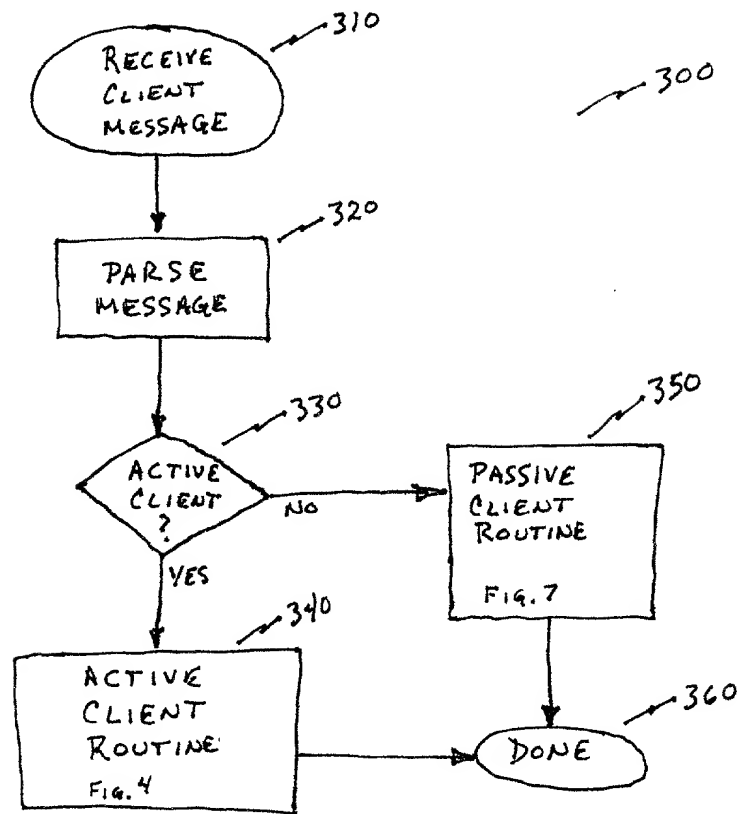 RECEIVE
CLIENT
MESSAGE
310
300
PARSE
MESSAGE
320
ACTIVE
CLIENT
?
330
NO
YES
PASSIVE
CLIENT
ROUTINE
FIG. 7
350
ACTIVE
CLIENT
ROUTINE
FIG. 4
340
DONE
360